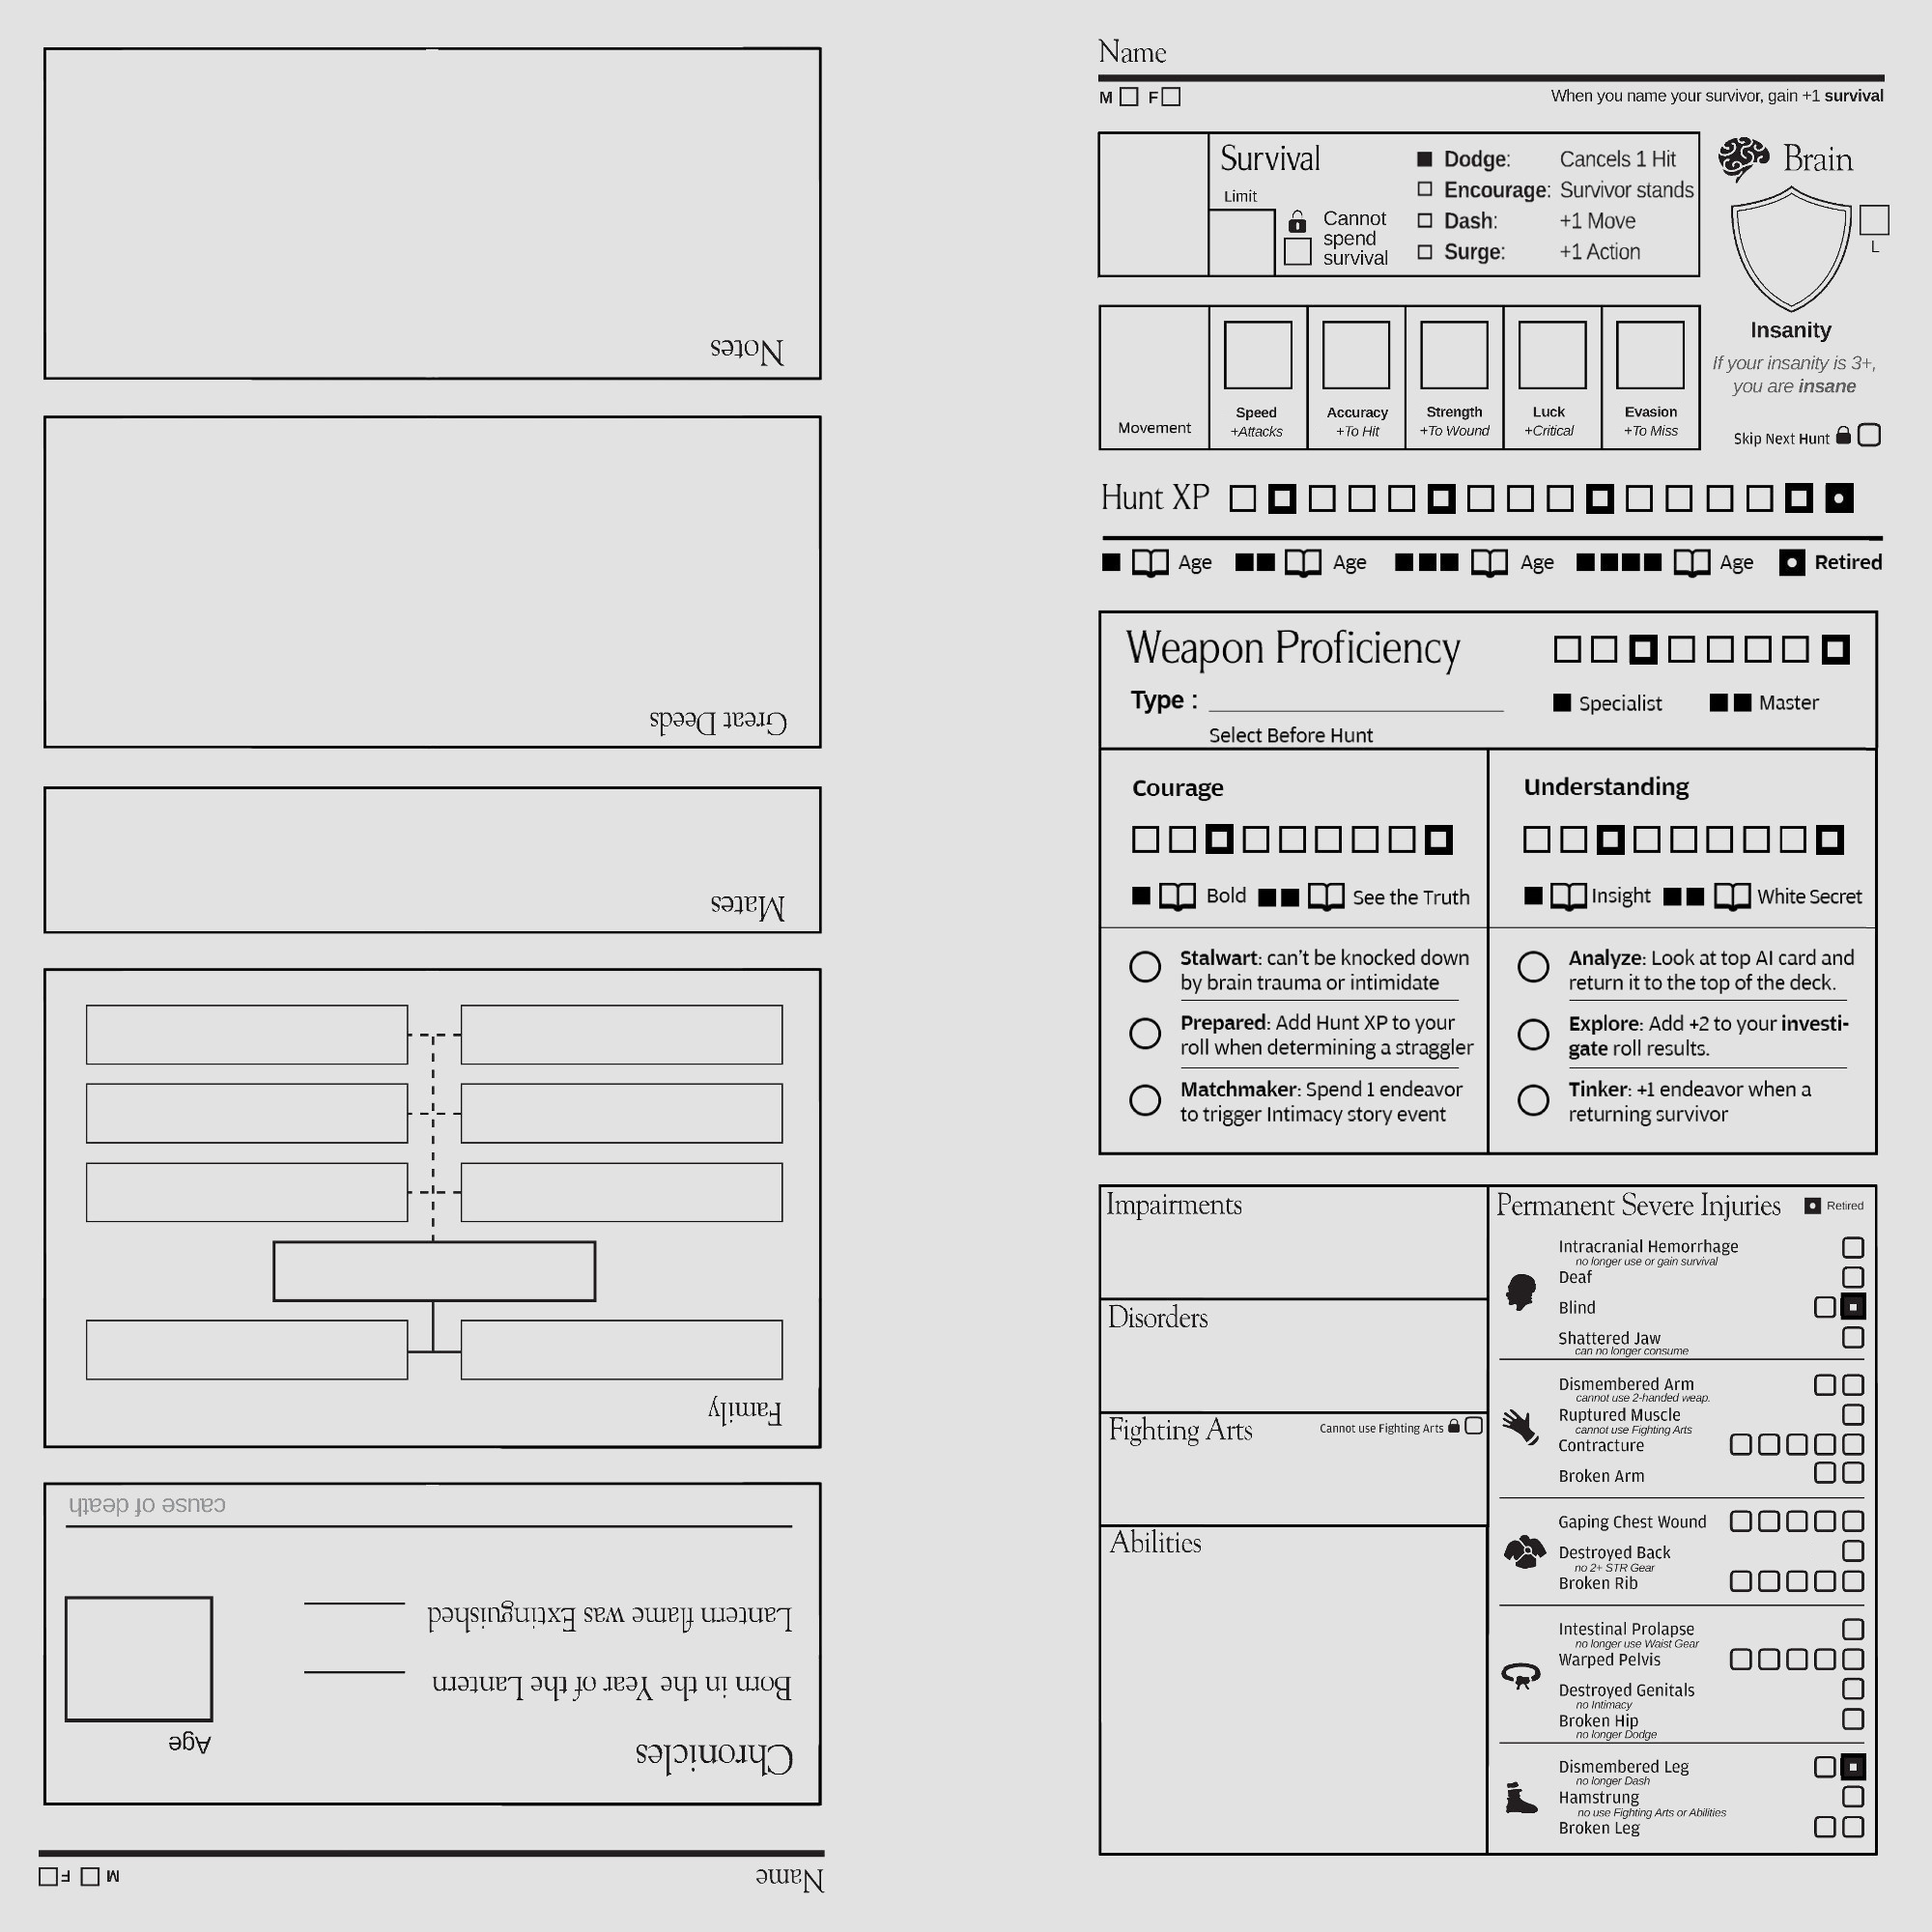 Name
M F
When you name your survivor, gain +1 survival
Survival
Limit
Cannot
spend
survival
Dodge: Cancels 1 Hit
Encourage: Survivor stands
Dash: +1 Move
Surge: +1 Action
Brain
L
Insanity
If your insanity is 3+,
you are insane
Skip Next Hunt
Movement
Speed
+Attacks
Accuracy
+To Hit
Strength
+To Wound
Luck
+Critical
Evasion
+To Miss
Hunt XP
Age Age Age Age Retired
Weapon Proficiency
Type :
Select Before Hunt
Specialist Master
Courage
Bold See the Truth
Stalwart: can't be knocked down
by brain trauma or intimidate
Prepared: Add Hunt XP to your
roll when determining a straggler
Matchmaker: Spend 1 endeavor
to trigger Intimacy story event
Understanding
Insight White Secret
Analyze: Look at top AI card and
return it to the top of the deck.
Explore: Add +2 to your investi-
gate roll results.
Tinker: +1 endeavor when a
returning survivor
Impairments
Disorders
Fighting Arts
Cannot use Fighting Arts
Abilities
Permanent Severe Injuries
Retired
Intracranial Hemorrhage
no longer use or gain survival
Deaf
Blind
Shattered Jaw
can no longer consume
Dismembered Arm
cannot use 2-handed weap.
Ruptured Muscle
cannot use Fighting Arts
Contracture
Broken Arm
Gaping Chest Wound
Destroyed Back
no 2+ STR Gear
Broken Rib
Intestinal Prolapse
no longer use Waist Gear
Warped Pelvis
Destroyed Genitals
no Intimacy
Broken Hip
no longer Dodge
Dismembered Leg
no longer Dash
Hamstrung
no use Fighting Arts or Abilities
Broken Leg
Name
M F
Chronicles
Age
Born in the Year of the Lantern
Lantern flame was Extinguished
cause of death
Family
Mates
Great Deeds
Notes